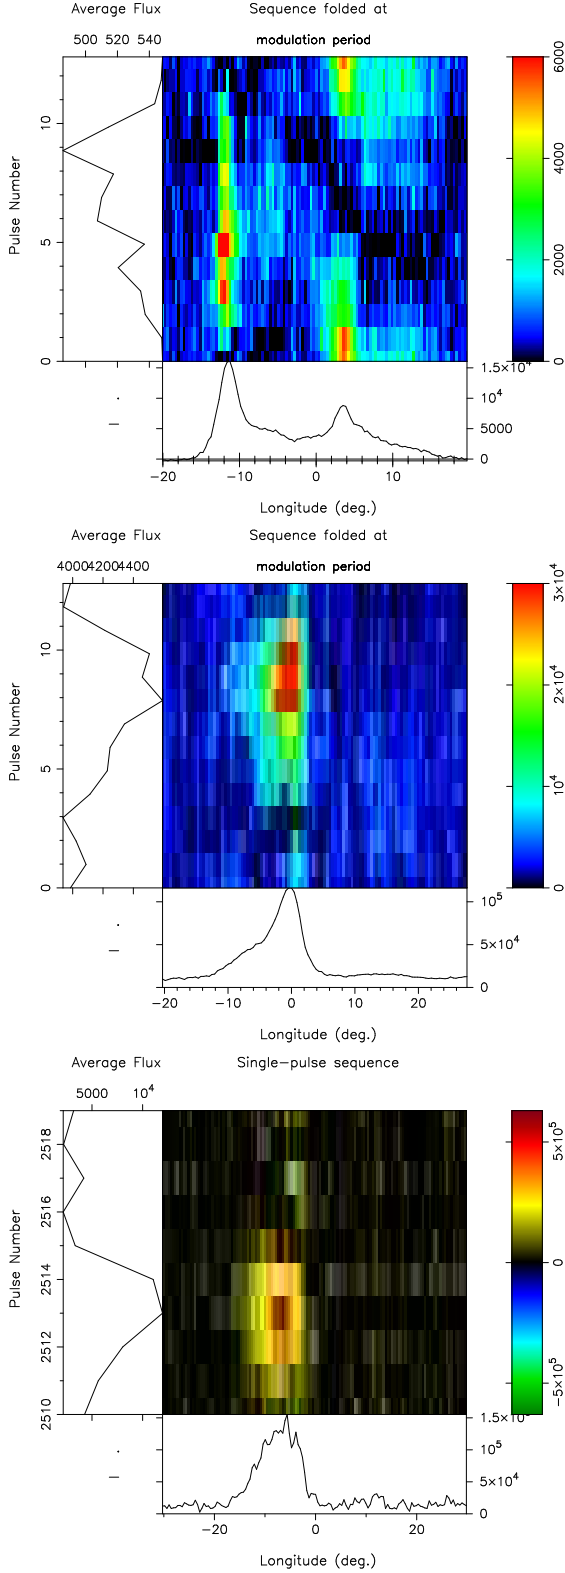 Average Flux Sequence folded at
500 520 540 modulation period
Pulse Number
0 5 10
0 2000 4000 6000
1.5×10⁴
10⁴
5000
0
−20 −10 0 10
Longitude (deg.)
Average Flux Sequence folded at
4000 4200 4400 modulation period
Pulse Number
0 5 10
0 10⁴ 2×10⁴ 3×10⁴
10⁵
5×10⁴
0
−20 −10 0 10 20
Longitude (deg.)
Average Flux Single−pulse sequence
5000 10⁴
Pulse Number
2510 2512 2514 2516 2518
−5×10⁵ 0 5×10⁵
10⁵
5×10⁴
0
−20 0 20
Longitude (deg.)